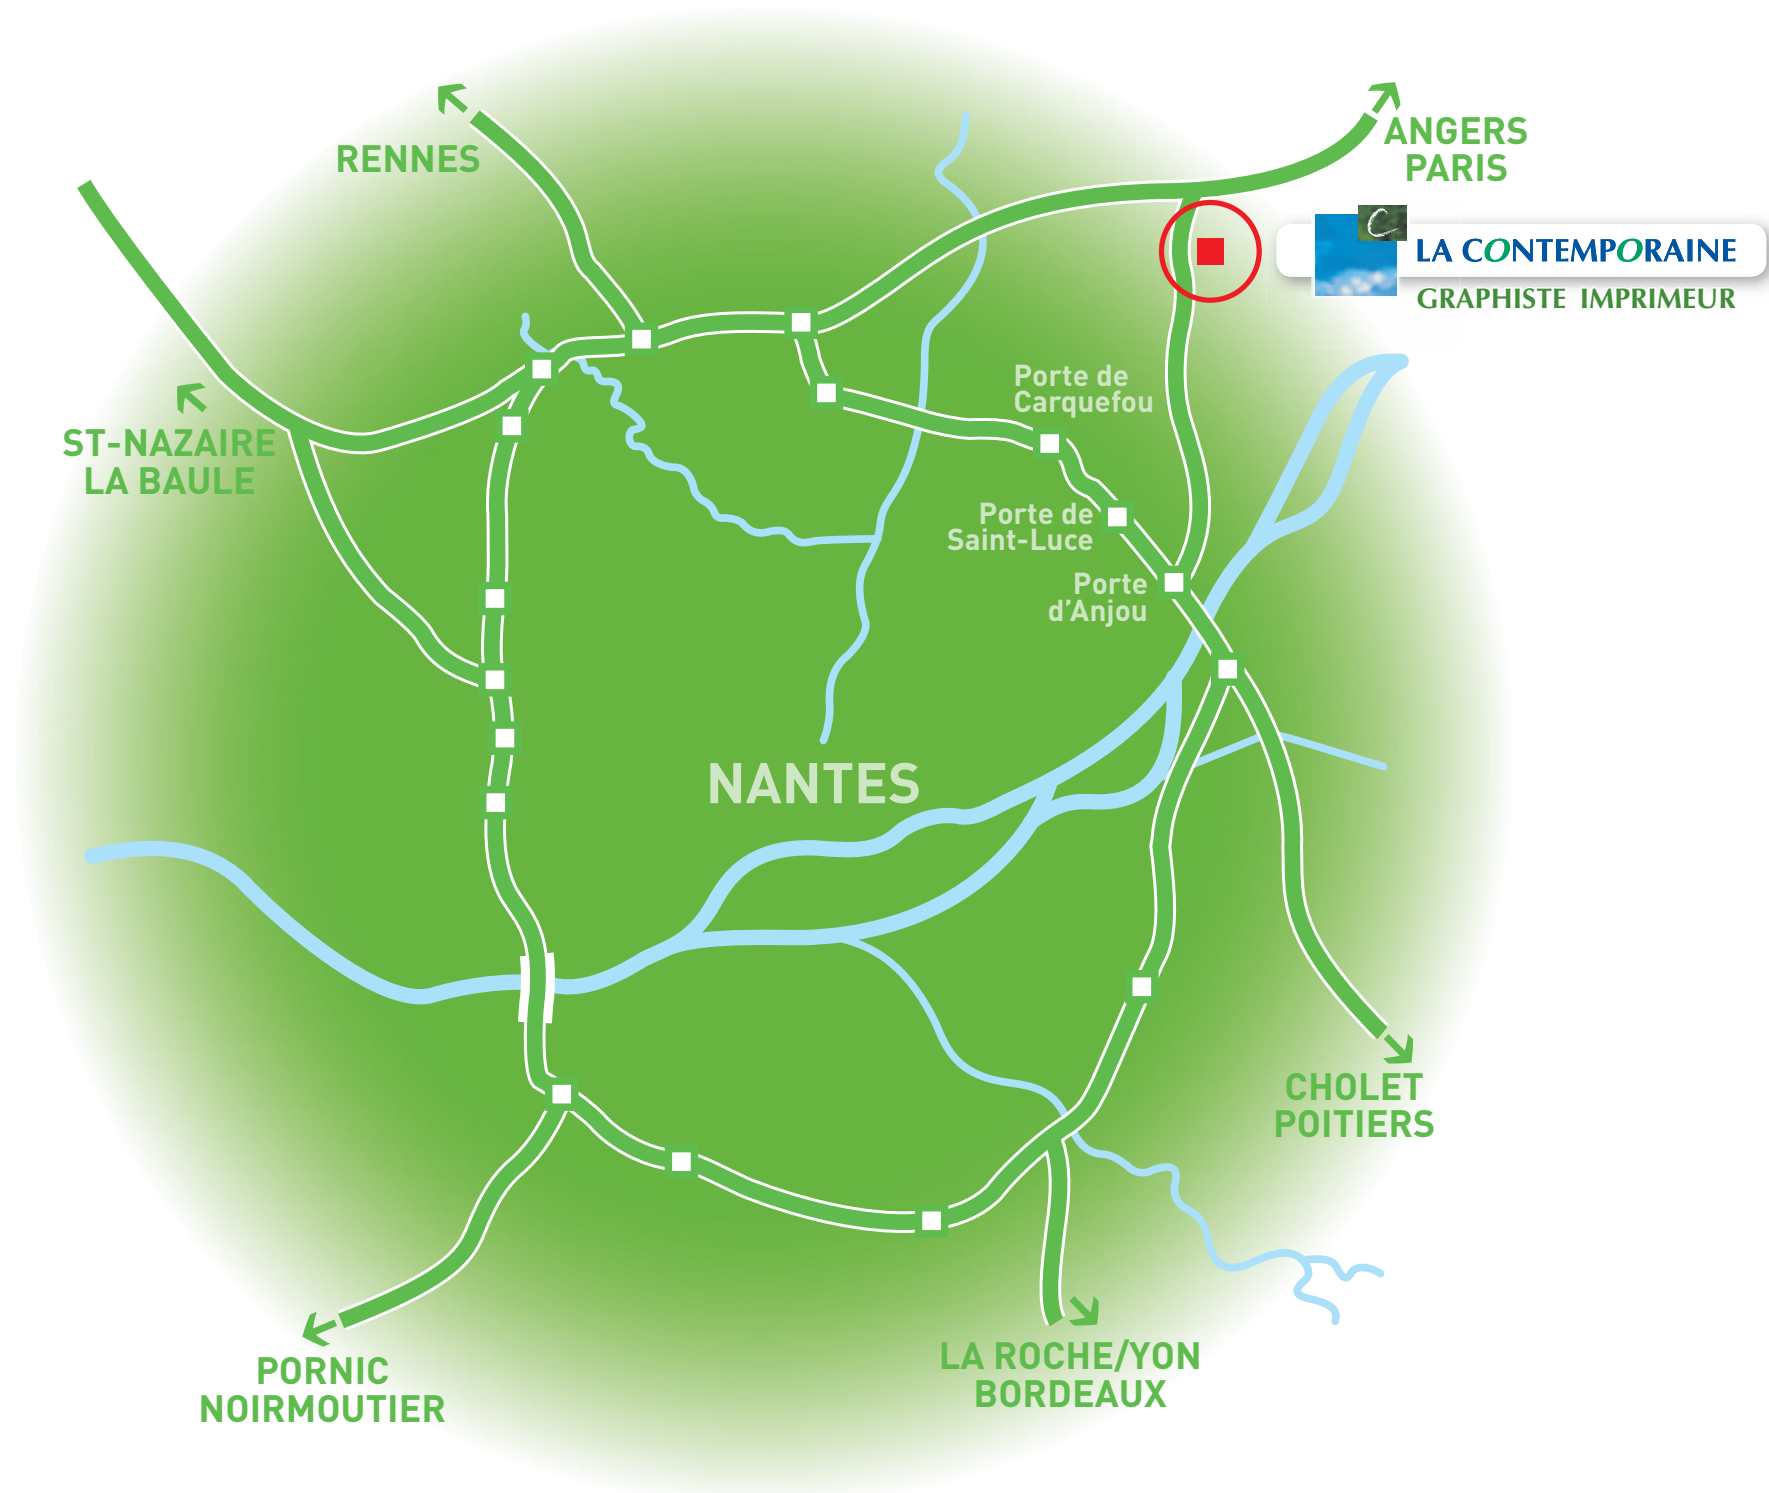 RENNES
ANGERS
PARIS
C
LA CONTEMPORAINE
GRAPHISTE IMPRIMEUR
Porte de
Carquefou
ST-NAZAIRE
LA BAULE
Porte de
Saint-Luce
Porte
d’Anjou
NANTES
CHOLET
POITIERS
LA ROCHE/YON
BORDEAUX
PORNIC
NOIRMOUTIER